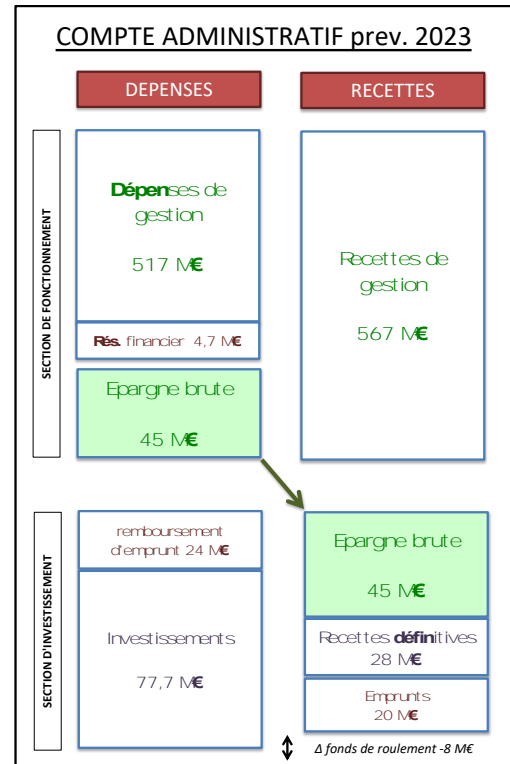 COMPTE ADMINISTRATIF prev. 2023
DEPENSES
RECETTES
SECTION DE FONCTIONNEMENT
Dépenses de
gestion
517 M€
Rés. financier 4,7 M€
Epargne brute
45 M€
Recettes de
gestion
567 M€
SECTION D'INVESTISSEMENT
remboursement
d'emprunt 24 M€
Investissements
77,7 M€
Epargne brute
45 M€
Recettes définitives
28 M€
Emprunts
20 M€
Δ fonds de roulement -8 M€